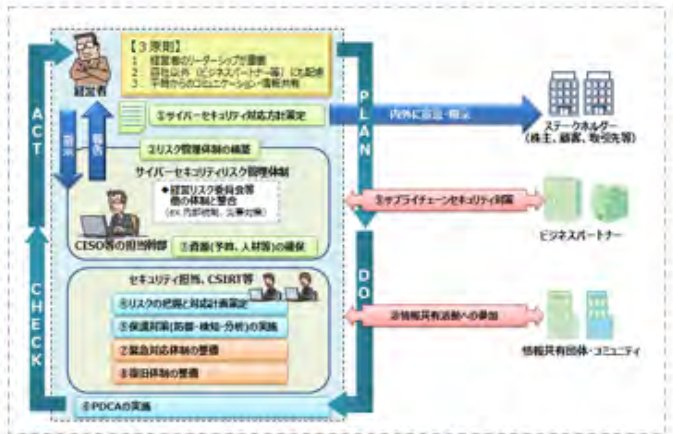 【3原則】
1. 経営者のリーダーシップが重要
2. 自社以外(ビジネスパートナー等)にも配慮
3. 平時からのコミュニケーション・情報共有
経営者
ACT
PLAN
①サイバーセキュリティ対応方針策定
内外に宣言・開示
ステークホルダー
(株主、顧客、取引先等)
指示
報告
②リスク管理体制の構築
サイバーセキュリティリスク管理体制
◆経営リスク委員会等
他の体制と整合
(ex.内部統制、災害対策)
CISO等の担当幹部
③資源(予算、人材等)の確保
⑨サプライチェーンセキュリティ対策
ビジネスパートナー
CHECK
DO
セキュリティ担当、CSIRT等
④リスクの把握と対応計画策定
⑤保護対策(防御・検知・分析)の実施
⑦緊急対応体制の整備
⑧復旧体制の整備
⑩情報共有活動への参加
情報共有団体・コミュニティ
⑥PDCAの実施